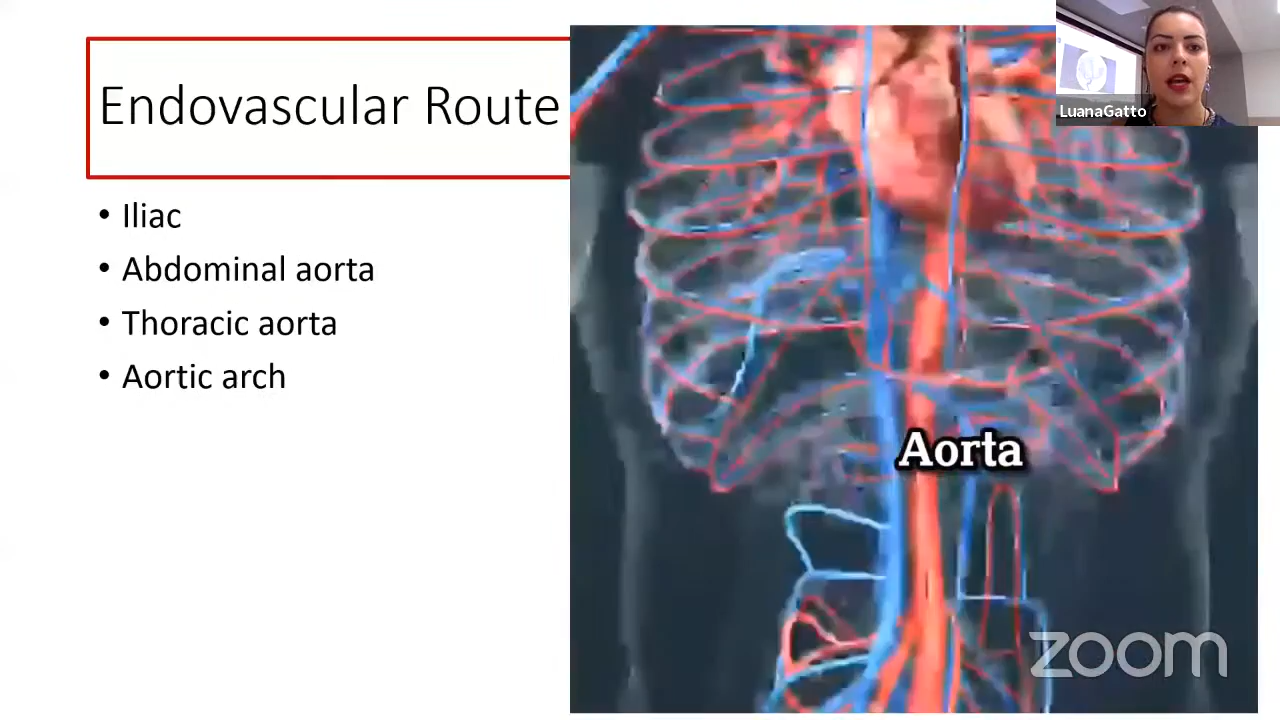 Endovascular Route
• Iliac
• Abdominal aorta
• Thoracic aorta
• Aortic arch
Aorta
LuanaGatto
zoom